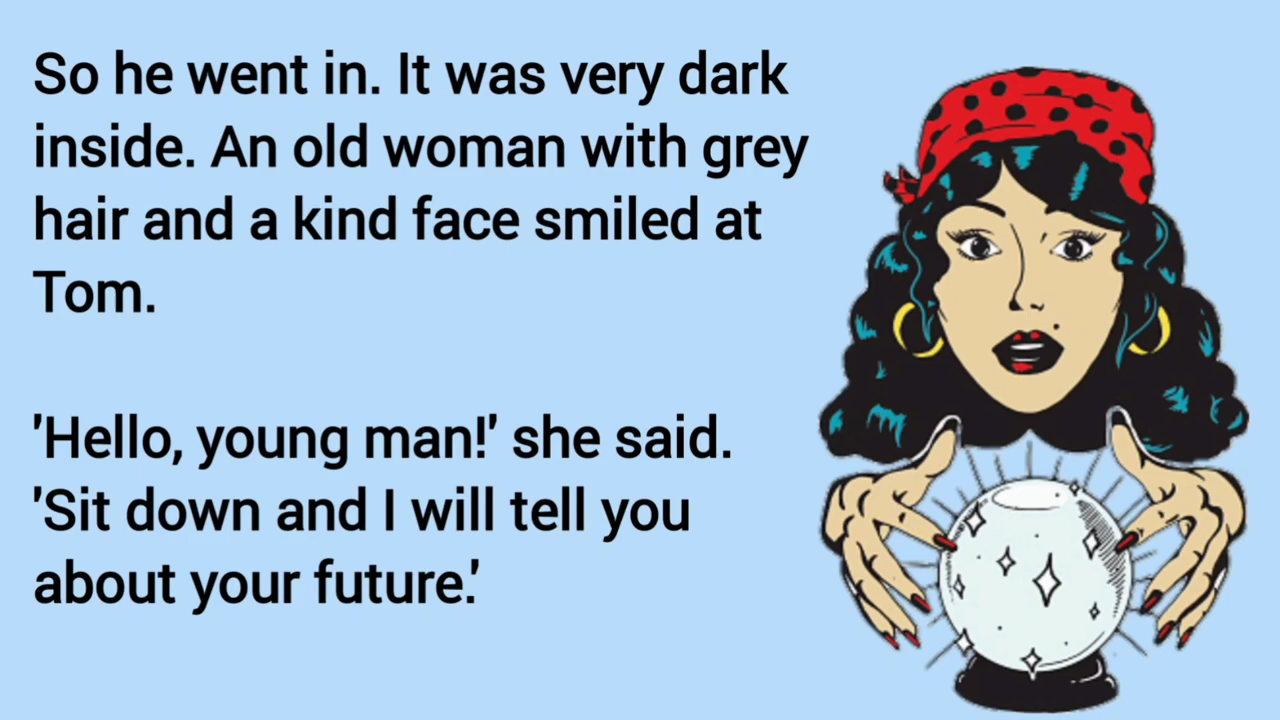 So he went in. It was very dark
inside. An old woman with grey
hair and a kind face smiled at
Tom.
'Hello, young man!' she said.
'Sit down and I will tell you
about your future.'